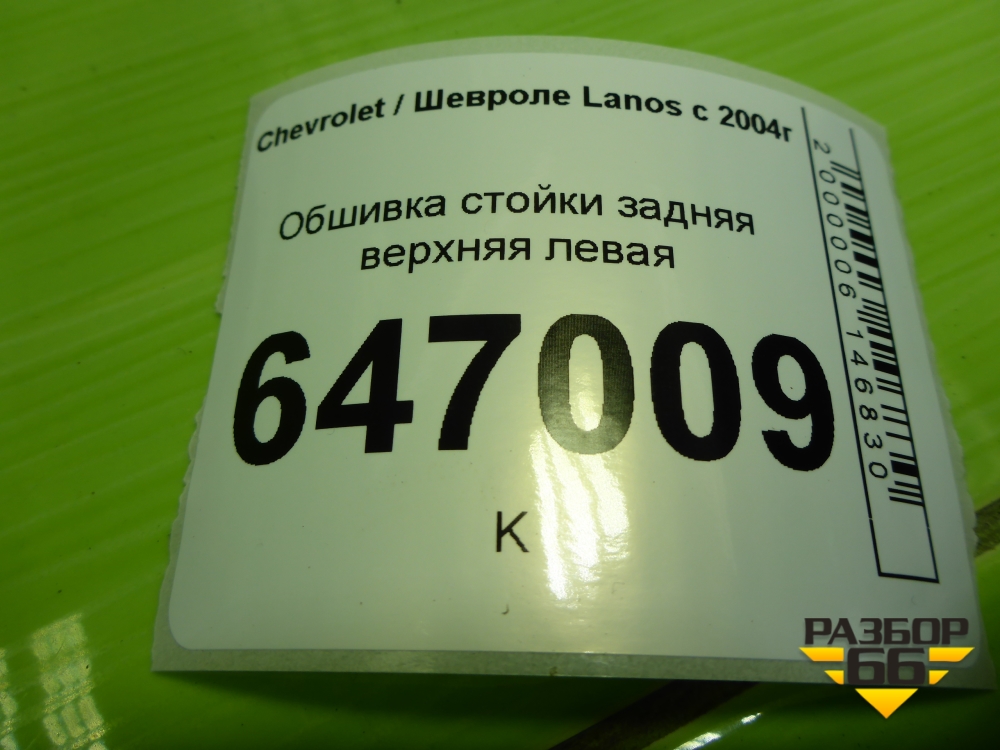 Chevrolet / Шевроле Lanos с 2004г
Обшивка стойки задняя
верхняя левая
647009
К
2000006146830
РАЗБОР
66